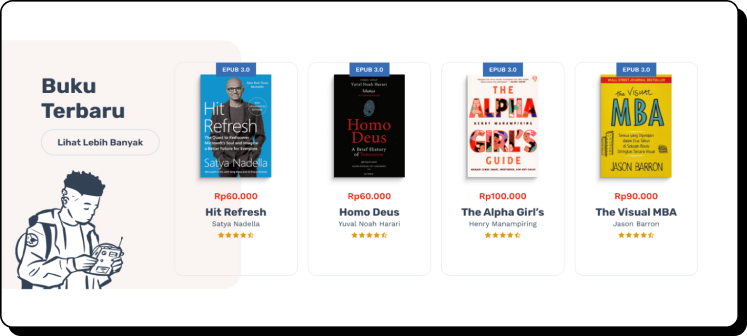 Buku
Terbaru
Lihat Lebih Banyak
EPUB 3.0
Hit
Refresh
The Quest to Rediscover
Microsoft's Soul and Imagine
a Better Future for Everyone
Satya Nadella
Rp60.000
Hit Refresh
Satya Nadella
EPUB 3.0
Yuval Noah Harari
Homo
Deus
A Brief History
of Tomorrow
Rp60.000
Homo Deus
Yuval Noah Harari
EPUB 3.0
THE
ALPHA
HENRY MANAMPIRING
GIRL'S
GUIDE
Rp100.000
The Alpha Girl's
Henry Manampiring
EPUB 3.0
The VISUAL
MBA
JASON BARRON
Rp90.000
The Visual MBA
Jason Barron